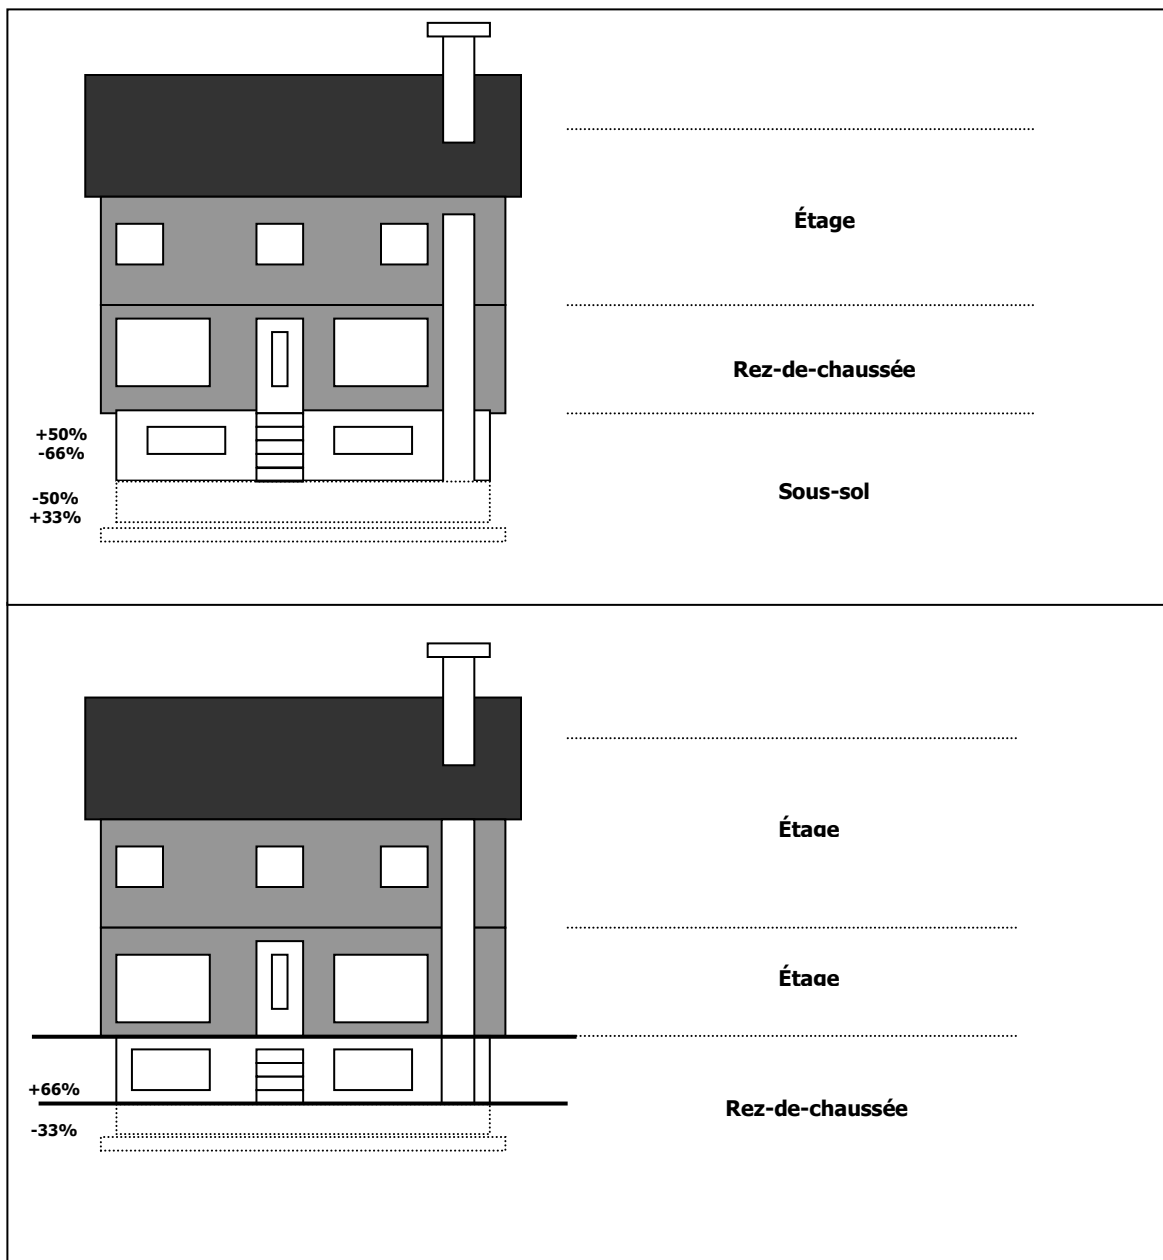 Étage
Rez-de-chaussée
+50%
-66%
Sous-sol
-50%
+33%
Étage
Étage
+66%
Rez-de-chaussée
-33%